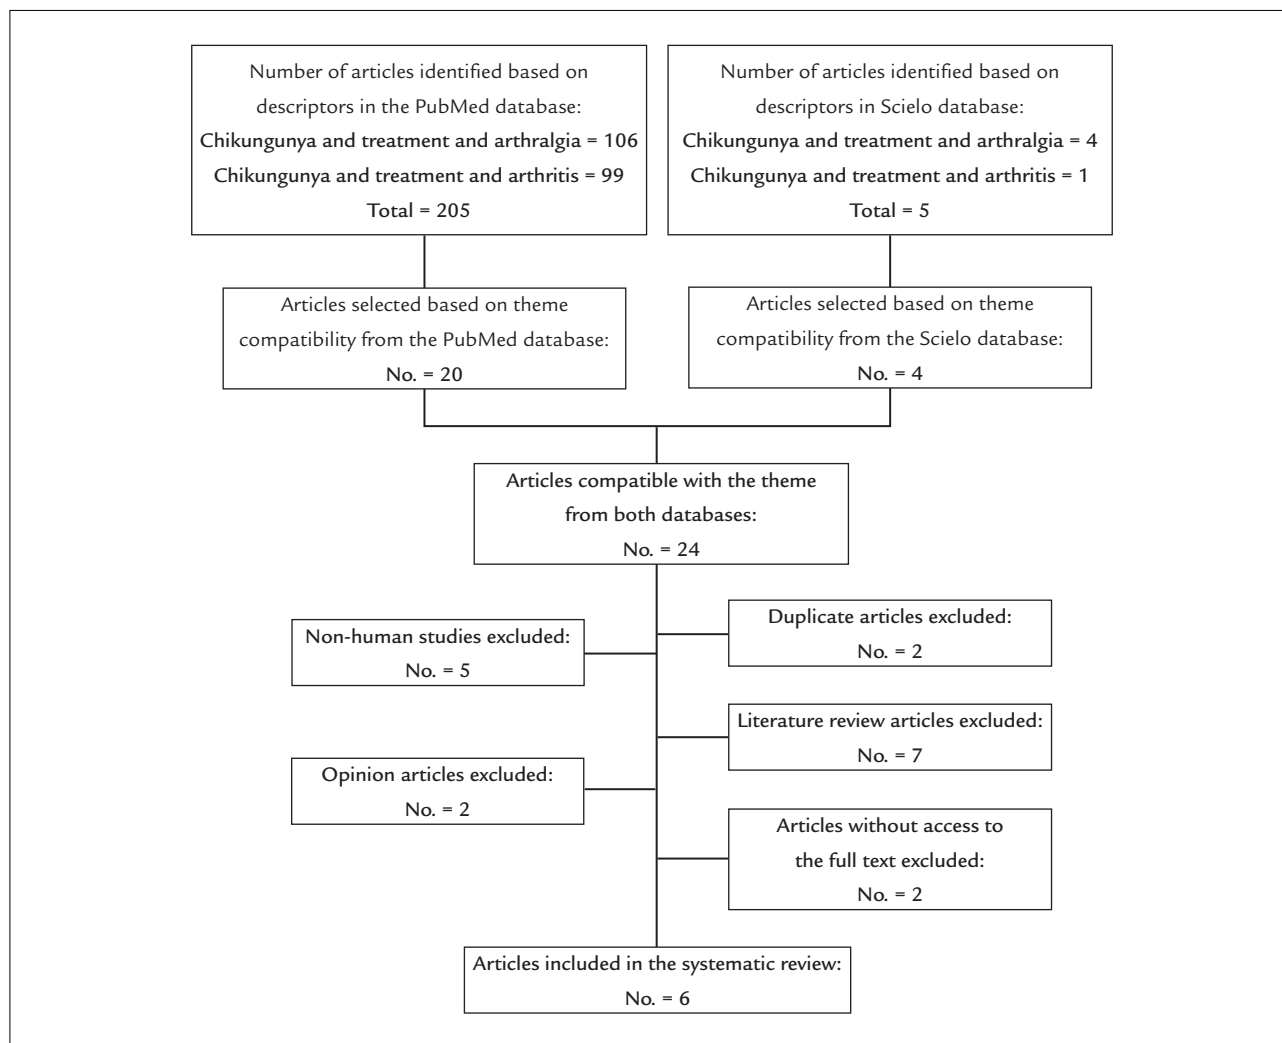 Number of articles identified based on
descriptors in the PubMed database:
Chikungunya and treatment and arthralgia = 106
Chikungunya and treatment and arthritis = 99
Total = 205
Number of articles identified based on
descriptors in Scielo database:
Chikungunya and treatment and arthralgia = 4
Chikungunya and treatment and arthritis = 1
Total = 5
Articles selected based on theme
compatibility from the PubMed database:
No. = 20
Articles selected based on theme
compatibility from the Scielo database:
No. = 4
Articles compatible with the theme
from both databases:
No. = 24
Non-human studies excluded:
No. = 5
Duplicate articles excluded:
No. = 2
Literature review articles excluded:
No. = 7
Opinion articles excluded:
No. = 2
Articles without access to
the full text excluded:
No. = 2
Articles included in the systematic review:
No. = 6